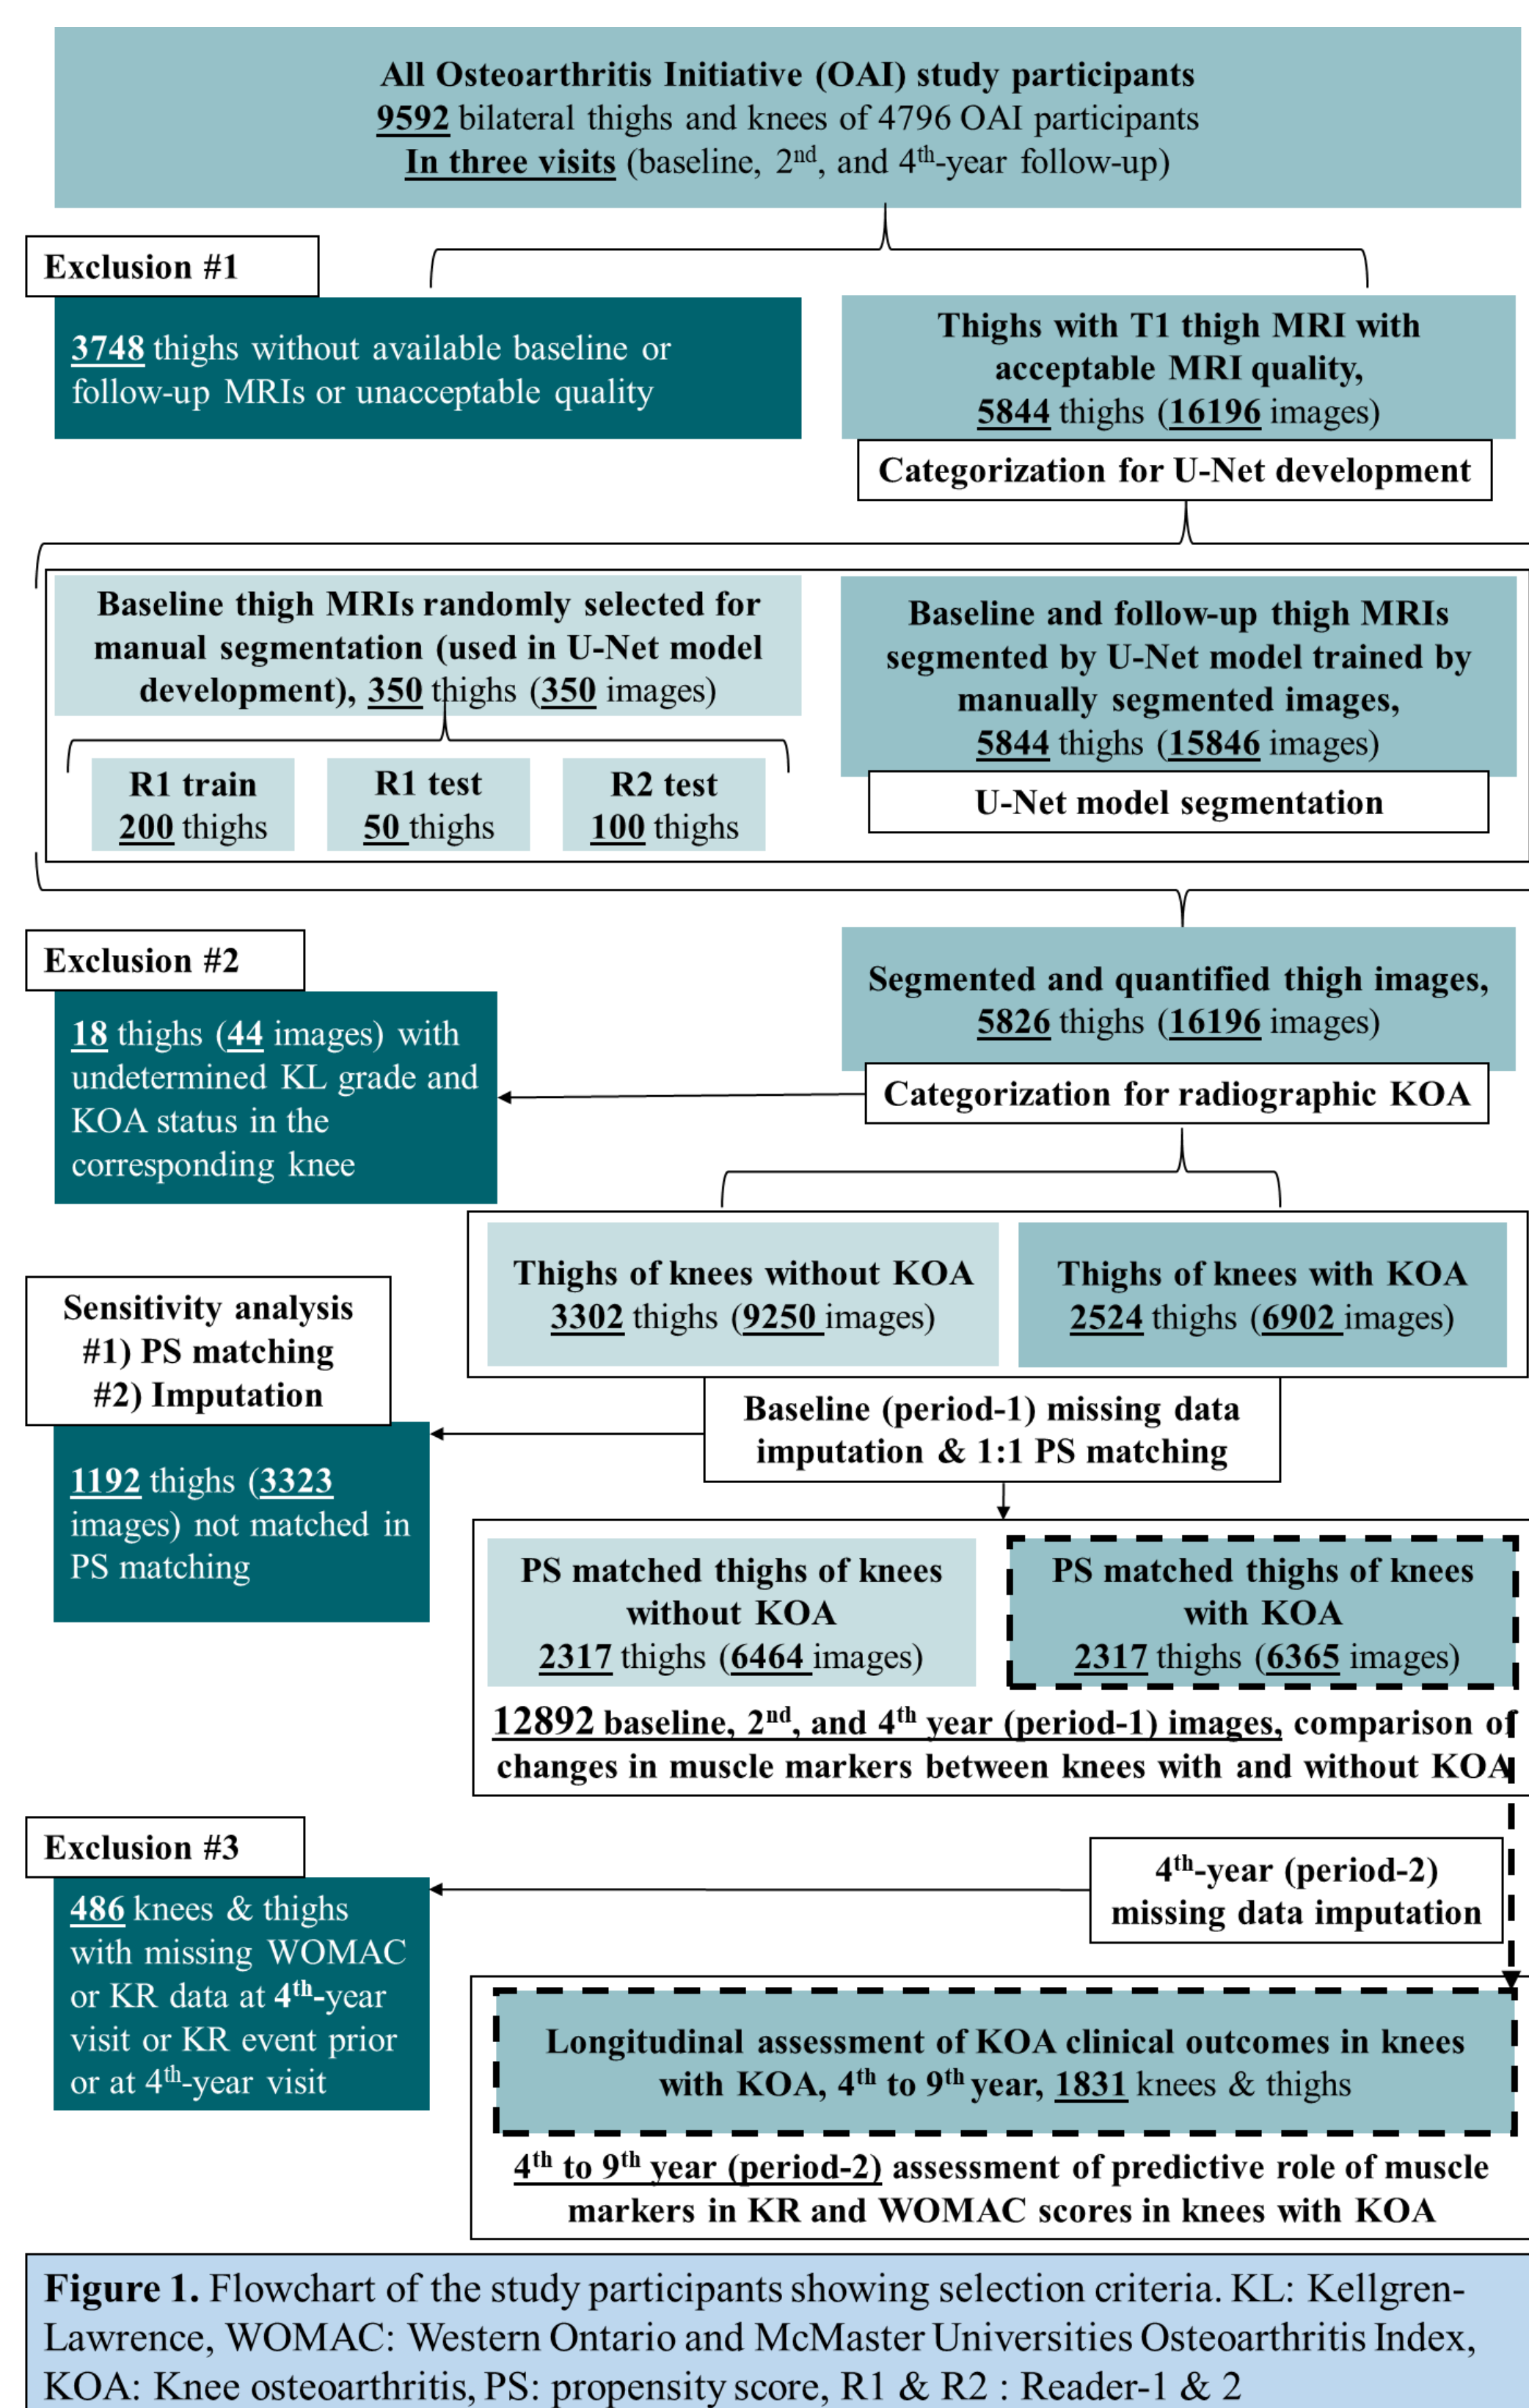 All Osteoarthritis Initiative (OAI) study participants
9592 bilateral thighs and knees of 4796 OAI participants
In three visits (baseline, 2nd, and 4th-year follow-up)
Exclusion #1
3748 thighs without available baseline or
follow-up MRIs or unacceptable quality
Thighs with T1 thigh MRI with
acceptable MRI quality,
5844 thighs (16196 images)
Categorization for U-Net development
Baseline thigh MRIs randomly selected for
manual segmentation (used in U-Net model
development), 350 thighs (350 images)
R1 train
200 thighs
R1 test
50 thighs
R2 test
100 thighs
Baseline and follow-up thigh MRIs
segmented by U-Net model trained by
manually segmented images,
5844 thighs (15846 images)
U-Net model segmentation
Exclusion #2
18 thighs (44 images) with
undetermined KL grade and
KOA status in the
corresponding knee
Segmented and quantified thigh images,
5826 thighs (16196 images)
Categorization for radiographic KOA
Thighs of knees without KOA
3302 thighs (9250 images)
Thighs of knees with KOA
2524 thighs (6902 images)
Sensitivity analysis
#1) PS matching
#2) Imputation
1192 thighs (3323
images) not matched in
PS matching
Baseline (period-1) missing data
imputation & 1:1 PS matching
PS matched thighs of knees
without KOA
2317 thighs (6464 images)
PS matched thighs of knees
with KOA
2317 thighs (6365 images)
12892 baseline, 2nd, and 4th year (period-1) images, comparison of
changes in muscle markers between knees with and without KOA
Exclusion #3
486 knees & thighs
with missing WOMAC
or KR data at 4th-year
visit or KR event prior
or at 4th-year visit
4th-year (period-2)
missing data imputation
Longitudinal assessment of KOA clinical outcomes in knees
with KOA, 4th to 9th year, 1831 knees & thighs
4th to 9th year (period-2) assessment of predictive role of muscle
markers in KR and WOMAC scores in knees with KOA
Figure 1. Flowchart of the study participants showing selection criteria. KL: Kellgren-
Lawrence, WOMAC: Western Ontario and McMaster Universities Osteoarthritis Index,
KOA: Knee osteoarthritis, PS: propensity score, R1 & R2 : Reader-1 & 2